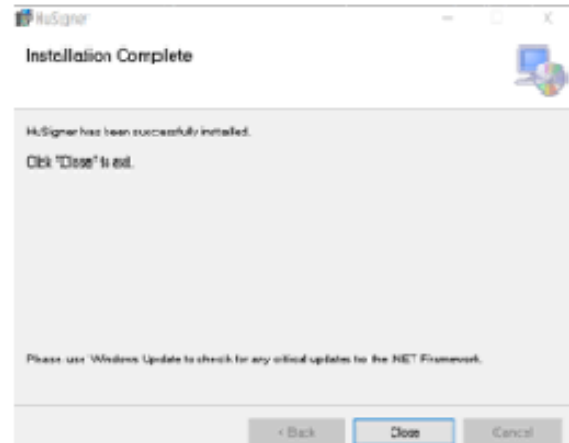 HuSigner
Installation Complete
HuSigner has been successfully installed.
Click "Close" to exit.
Please use Windows Update to check for any critical updates to the .NET Framework.
< Back
Close
Cancel